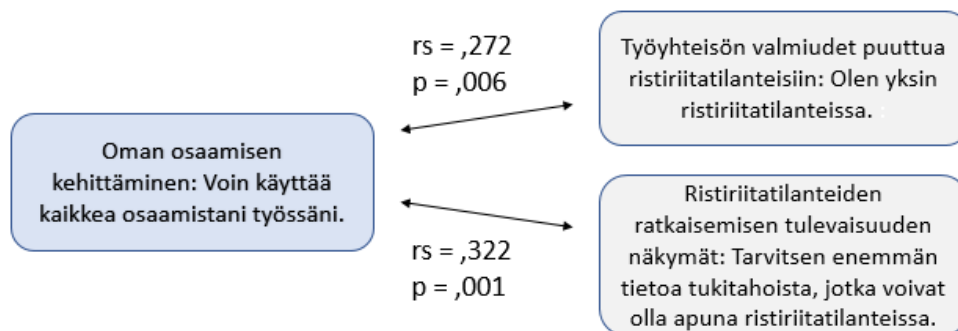 rs = ,272
p = ,006
Työyhteisön valmiudet puuttua
ristiriitatilanteisiin: Olen yksin
ristiriitatilanteissa.
Oman osaamisen
kehittäminen: Voin käyttää
kaikkea osaamistani työssäni.
rs = ,322
p = ,001
Ristiriitatilanteiden
ratkaisemisen tulevaisuuden
näkymät: Tarvitsen enemmän
tietoa tukitahoista, jotka voivat
olla apuna ristiriitatilanteissa.